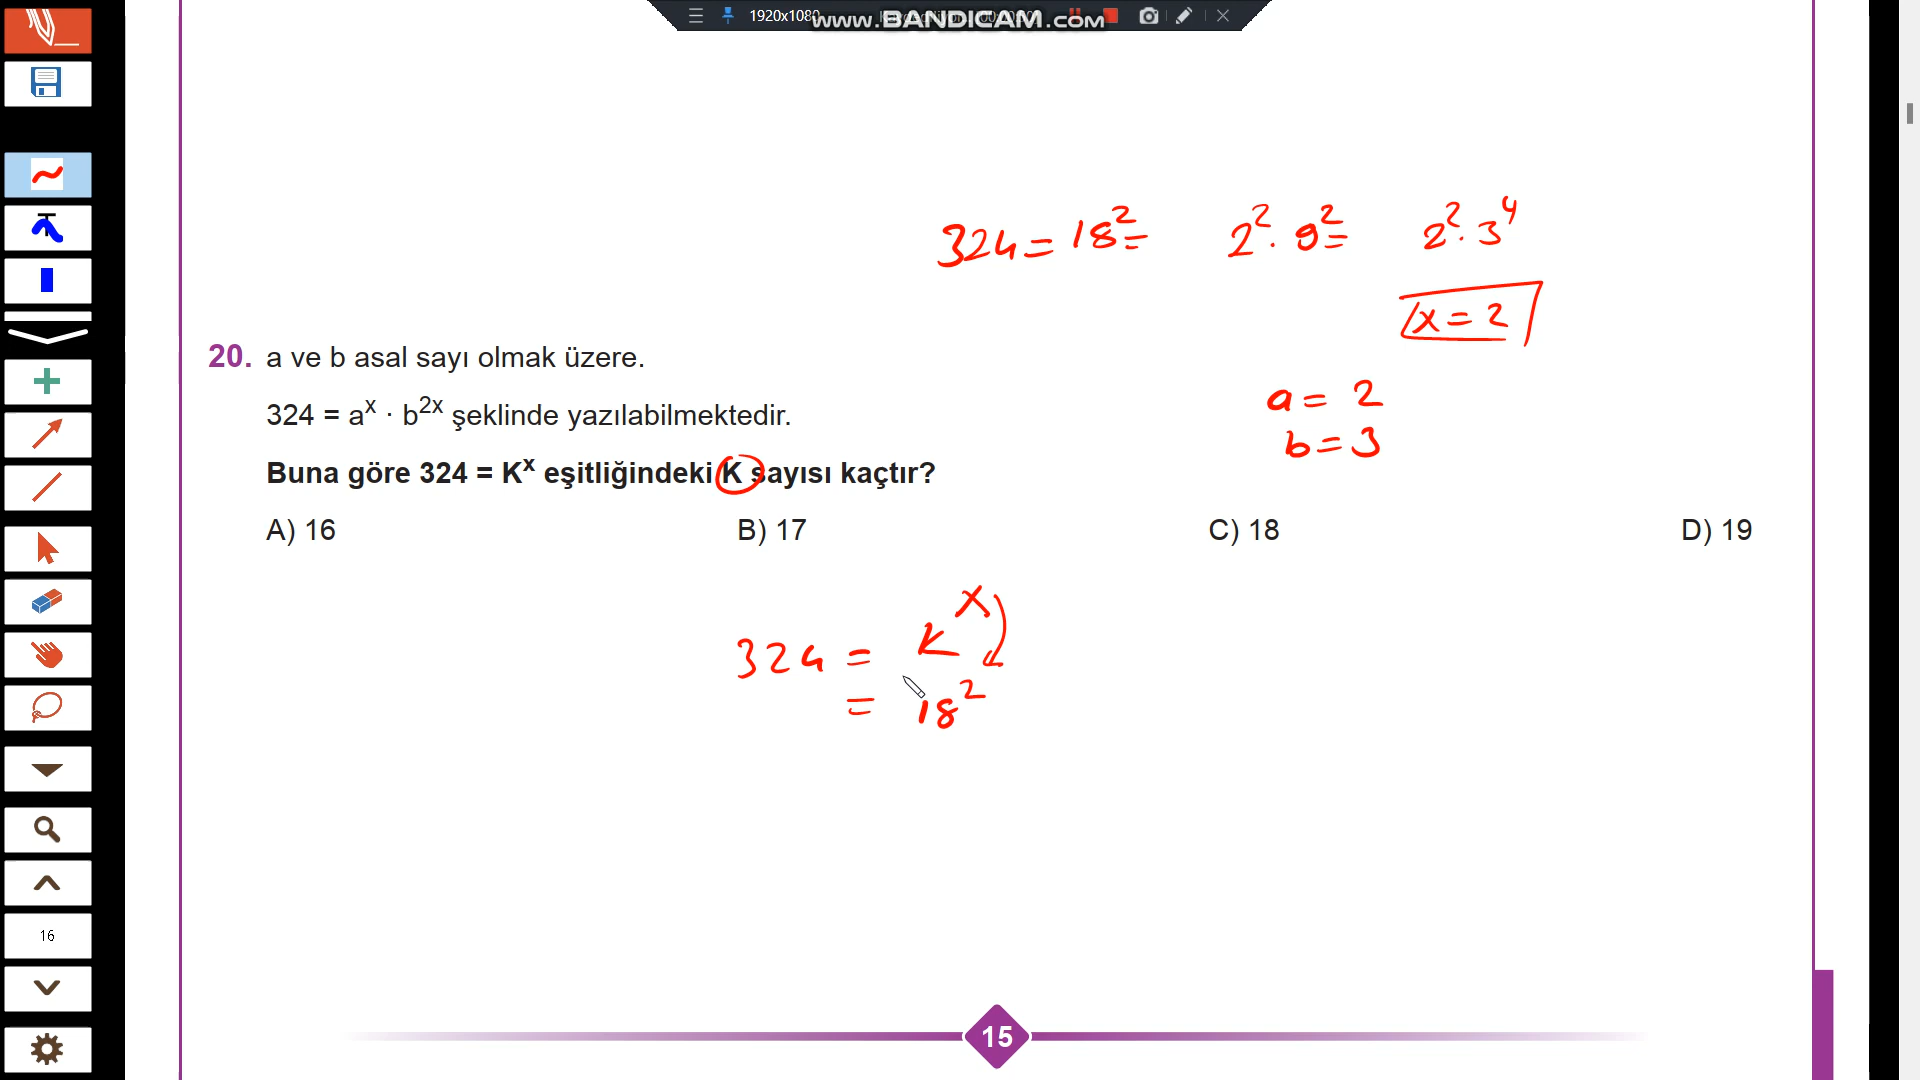 1920x1080
www.BANDICAM.com
324 = 18² = 2² . 9² = 2² . 3⁴
x = 2
a = 2
b = 3
20. a ve b asal sayı olmak üzere.
324 = aˣ · b²ˣ şeklinde yazılabilmektedir.
Buna göre 324 = Kˣ eşitliğindeki K sayısı kaçtır?
A) 16 B) 17 C) 18 D) 19
324 = K^x
= 18²
16
15